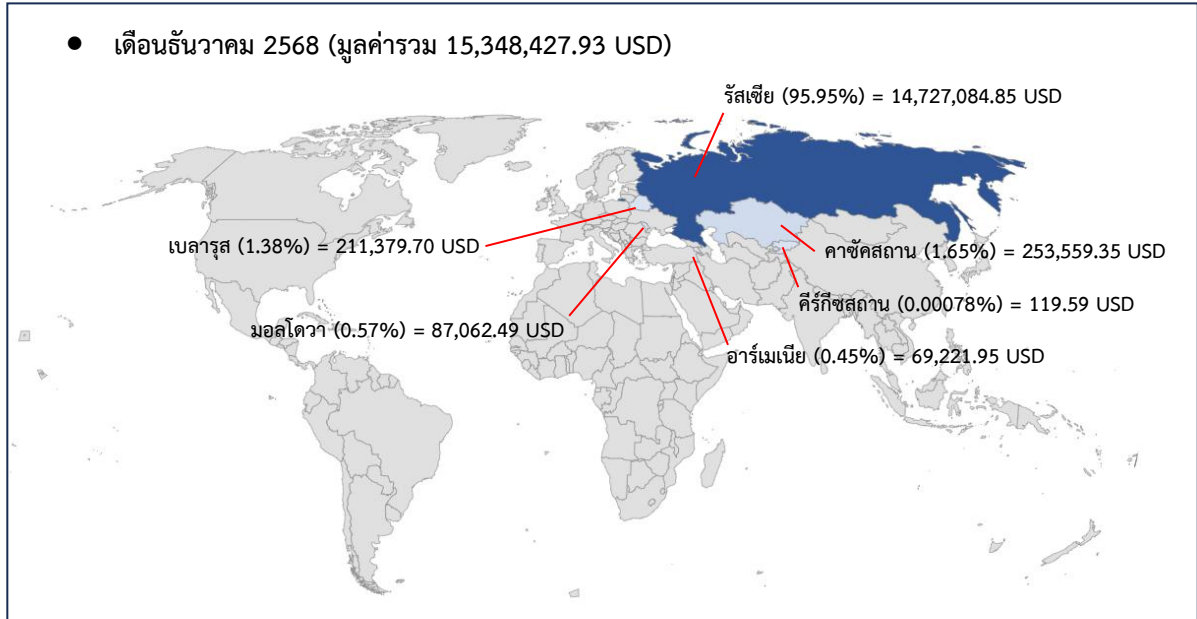 ● เดือนธันวาคม 2568 (มูลค่ารวม 15,348,427.93 USD)
รัสเซีย (95.95%) = 14,727,084.85 USD
เบลารุส (1.38%) = 211,379.70 USD
คาซัคสถาน (1.65%) = 253,559.35 USD
คีร์กีซสถาน (0.00078%) = 119.59 USD
มอลโดวา (0.57%) = 87,062.49 USD
อาร์เมเนีย (0.45%) = 69,221.95 USD